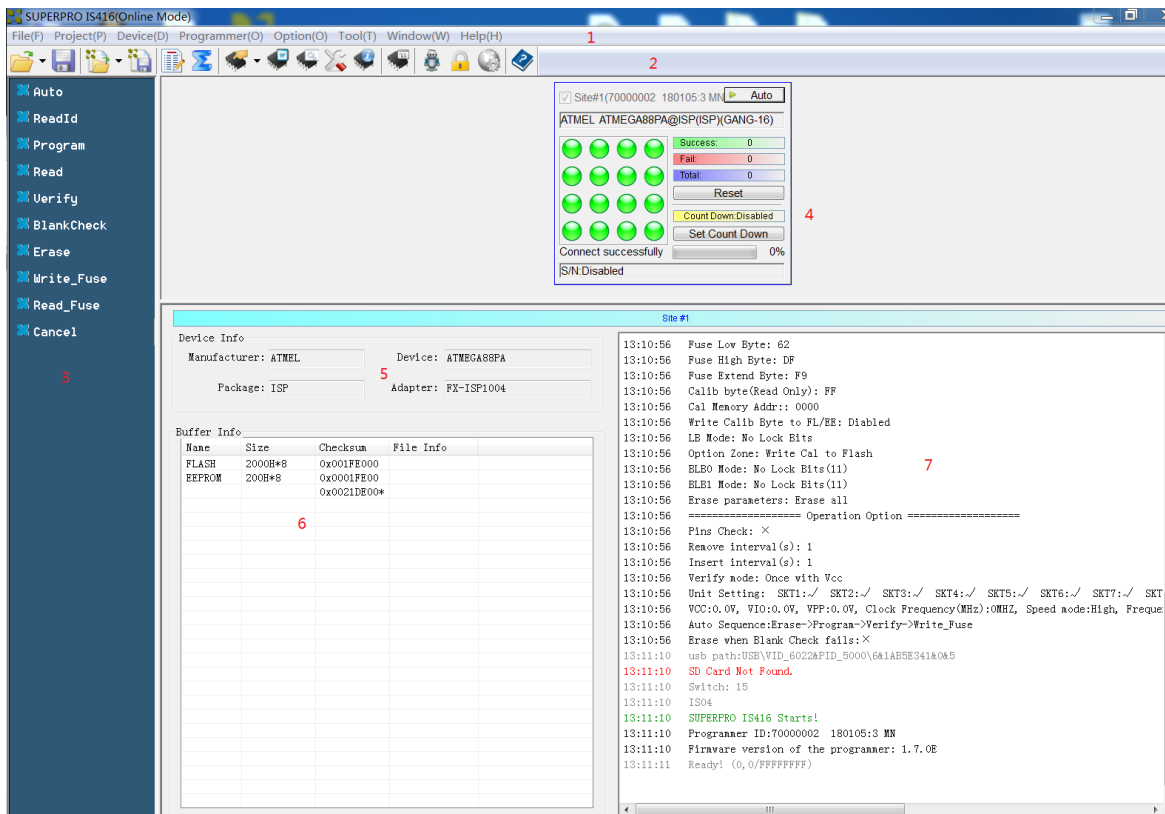 SUPERPRO IS416(Online Mode)
File(F) Project(P) Device(D) Programmer(O) Option(O) Tool(T) Window(W) Help(H)
1
2
Auto
ReadId
Program
Read
Verify
BlankCheck
Erase
Write_Fuse
Read_Fuse
Cancel
3
Site#1(70000002 180105:3 MN Auto
ATMEL ATMEGA88PA@ISP(ISP)(GANG-16)
Success: 0
Fail: 0
Total: 0
Reset
Count Down:Disabled
Set Count Down
Connect successfully 0%
S/N:Disabled
4
Site #1
Device Info
Manufacturer: ATMEL Device: ATMEGA88PA
5
Package: ISP Adapter: FX-ISP1004
Buffer Info
Name Size Checksum File Info
FLASH 2000H*8 0x001FE000
EEPROM 200H*8 0x0001FE00
0x0021DE00*
6
13:10:56 Fuse Low Byte: 62
13:10:56 Fuse High Byte: DF
13:10:56 Fuse Extend Byte: F9
13:10:56 Calib byte(Read Only): FF
13:10:56 Cal Memory Addr:: 0000
13:10:56 Write Calib Byte to FL/EE: Diabled
13:10:56 LB Mode: No Lock Bits
13:10:56 Option Zone: Write Cal to Flash
13:10:56 BLB0 Mode: No Lock Bits(11)
13:10:56 BLB1 Mode: No Lock Bits(11)
13:10:56 Erase parameters: Erase all
13:10:56 =================== Operation Option ===================
13:10:56 Pins Check: ×
13:10:56 Remove interval(s): 1
13:10:56 Insert interval(s): 1
13:10:56 Verify mode: Once with Vcc
13:10:56 Unit Setting: SKT1:√ SKT2:√ SKT3:√ SKT4:√ SKT5:√ SKT6:√ SKT7:√ SKT
13:10:56 VCC:0.0V, VIO:0.0V, VPP:0.0V, Clock Frequency(MHz):0MHZ, Speed mode:High, Freque
13:10:56 Auto Sequence:Erase->Program->Verify->Write_Fuse
13:10:56 Erase when Blank Check fails:×
13:11:10 usb path:USB\VID_6022&PID_5000\6&1AB5E341&0&5
13:11:10 SD Card Not Found.
13:11:10 Switch: 15
13:11:10 IS04
13:11:10 SUPERPRO IS416 Starts!
13:11:10 Programmer ID:70000002 180105:3 MN
13:11:10 Firmware version of the programmer: 1.7.0E
13:11:11 Ready! (0,0/FFFFFFFF)
7